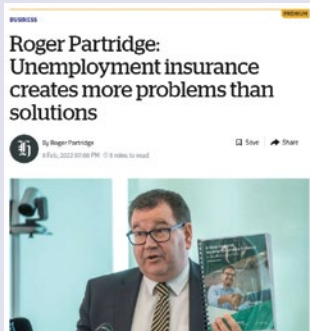 PREMIUM
BUSINESS
Roger Partridge:
Unemployment insurance
creates more problems than
solutions
By Roger Partridge
Save
Share